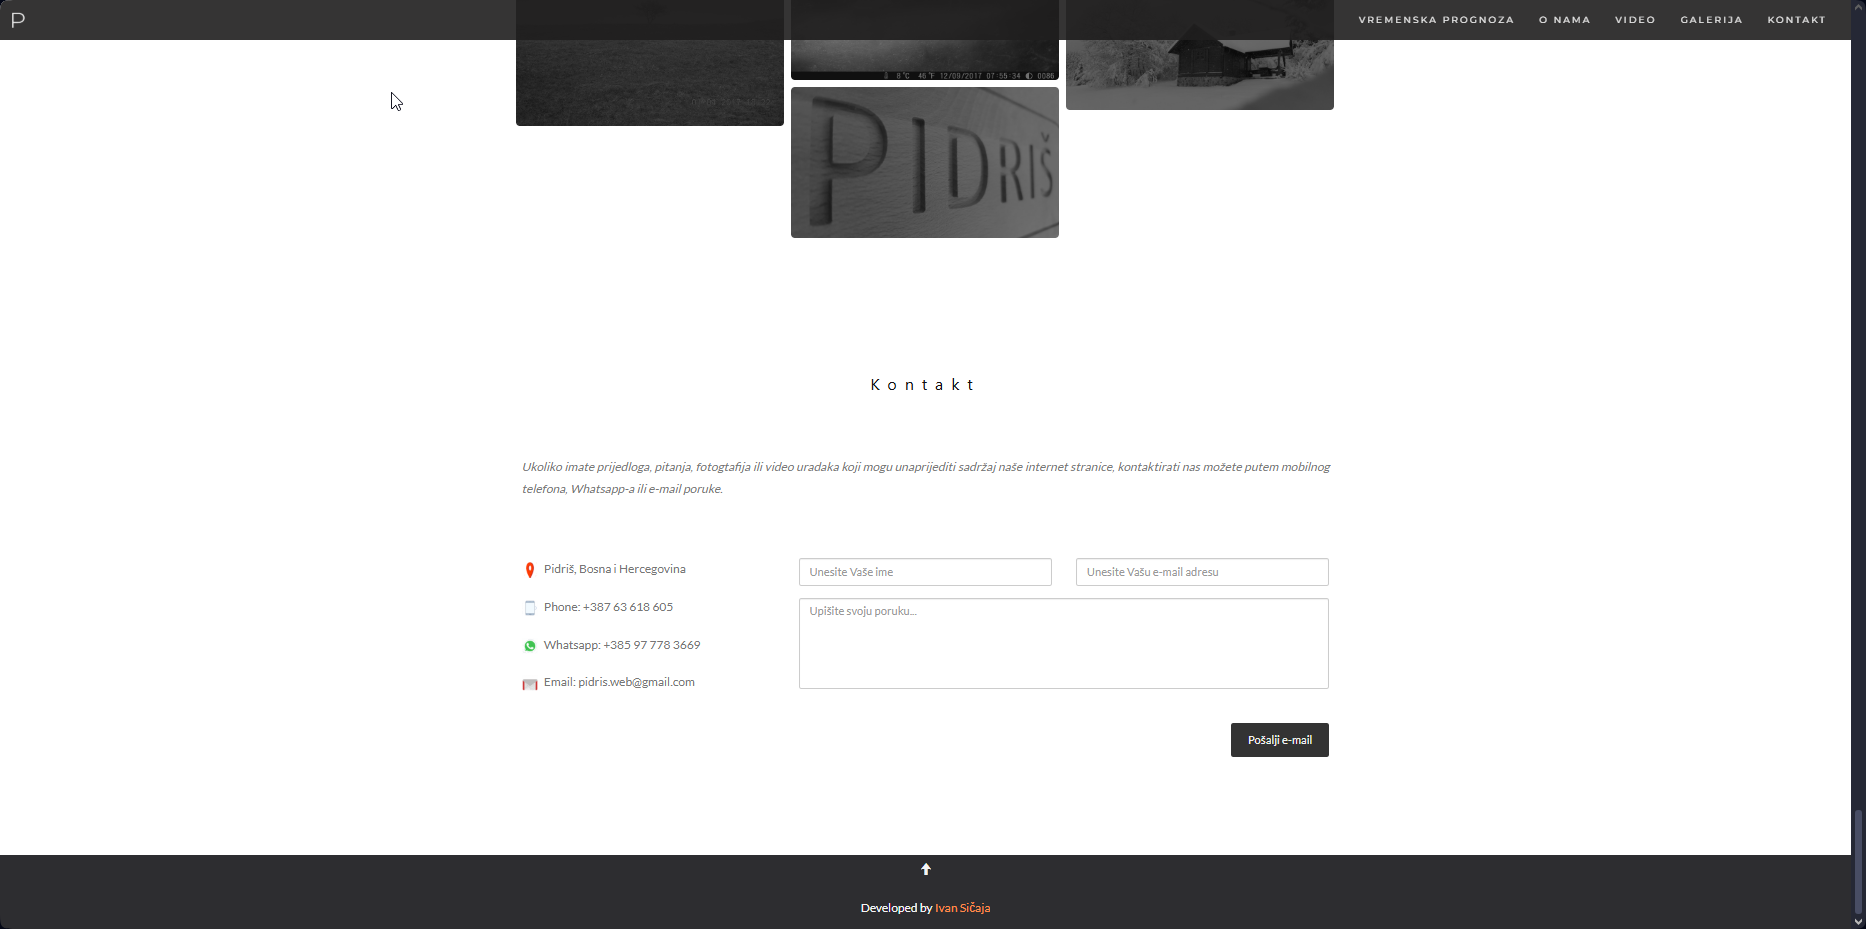 P
VREMENSKA PROGNOZA
O NAMA
VIDEO
GALERIJA
KONTAKT
8°C 46°F 12/09/2017 07:55:34 0086
PIDRIŠ
Kontakt
Ukoliko imate prijedloga, pitanja, fotogtafija ili video uradaka koji mogu unaprijediti sadržaj naše internet stranice, kontaktirati nas možete putem mobilnog
telefona, Whatsapp-a ili e-mail poruke.
Pidriš, Bosna i Hercegovina
Phone: +387 63 618 605
Whatsapp: +385 97 778 3669
Email: pidris.web@gmail.com
Unesite Vaše ime
Unesite Vašu e-mail adresu
Upišite svoju poruku...
Pošalji e-mail
Developed by Ivan Sičaja